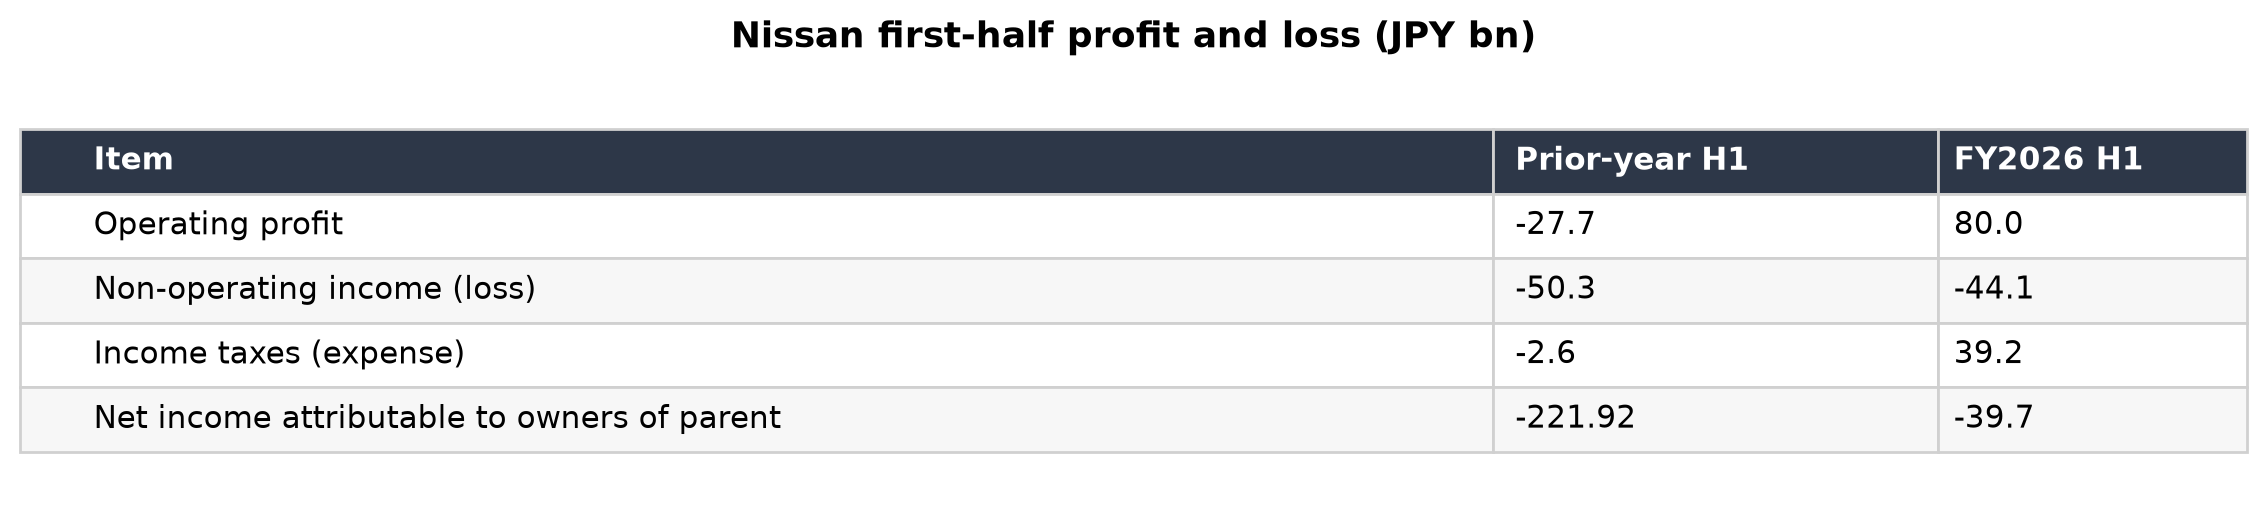 Nissan first-half profit and loss (JPY bn)
Item Prior-year H1 FY2026 H1
Operating profit -27.7 80.0
Non-operating income (loss) -50.3 -44.1
Income taxes (expense) -2.6 39.2
Net income attributable to owners of parent -221.92 -39.7